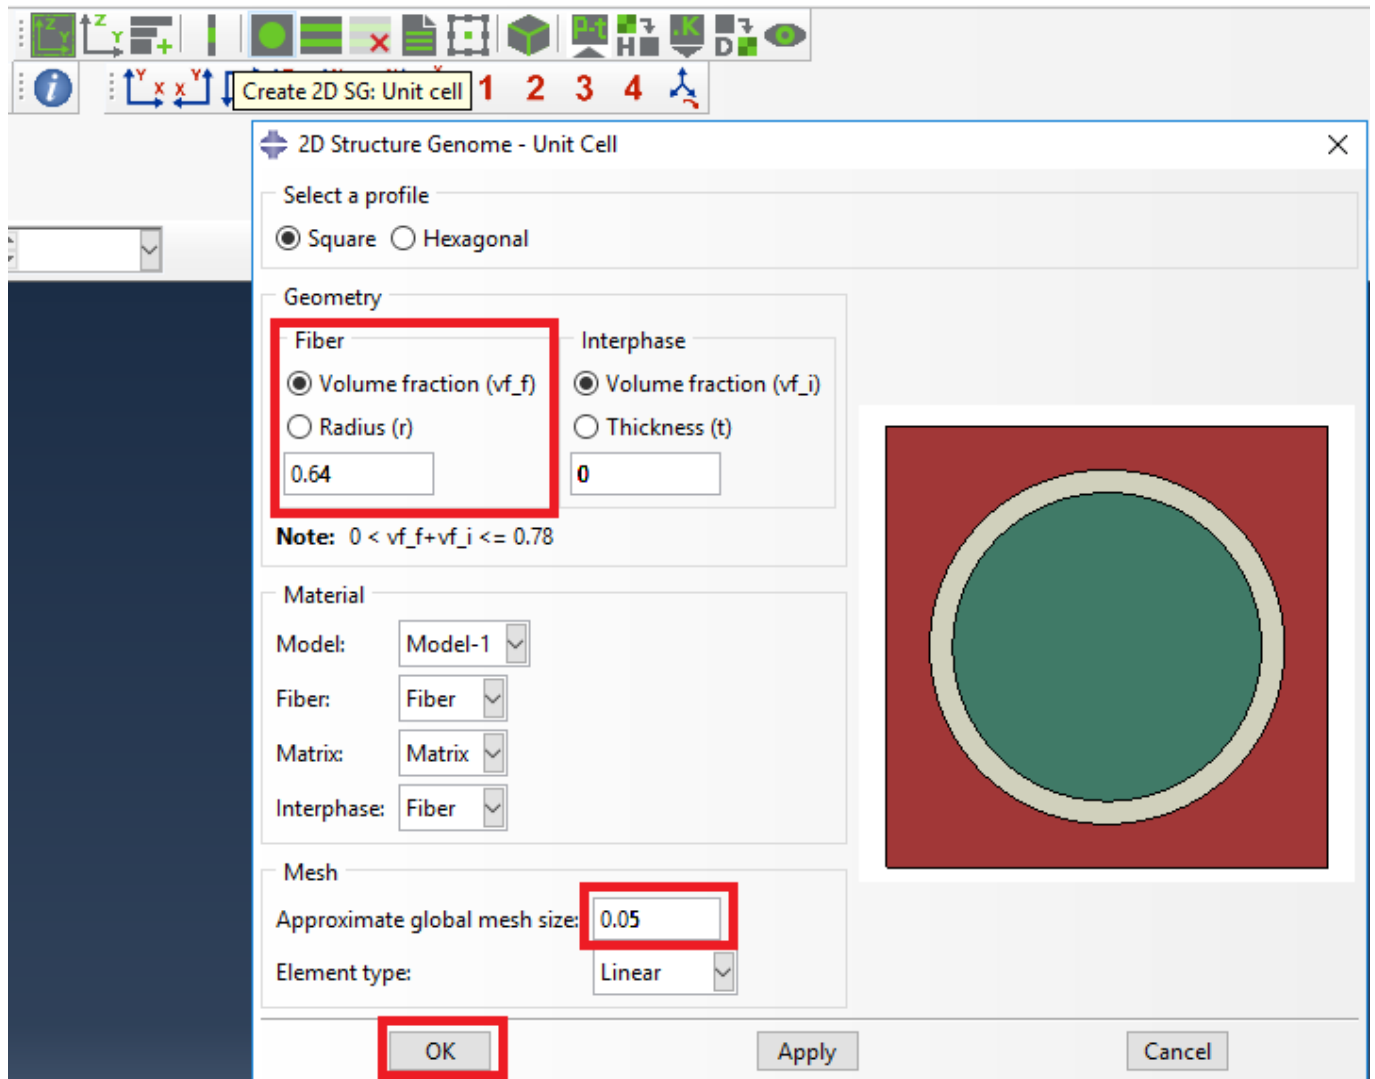 Z Y Z Y P-t H .K D
Y X X Y 1 2 3 4
Create 2D SG: Unit cell
2D Structure Genome - Unit Cell
Select a profile
Square Hexagonal
Geometry
Fiber Interphase
Volume fraction (vf_f) Volume fraction (vf_i)
Radius (r) Thickness (t)
0.64 0
Note: 0 < vf_f+vf_i <= 0.78
Material
Model: Model-1
Fiber: Fiber
Matrix: Matrix
Interphase: Fiber
Mesh
Approximate global mesh size: 0.05
Element type: Linear
OK Apply Cancel